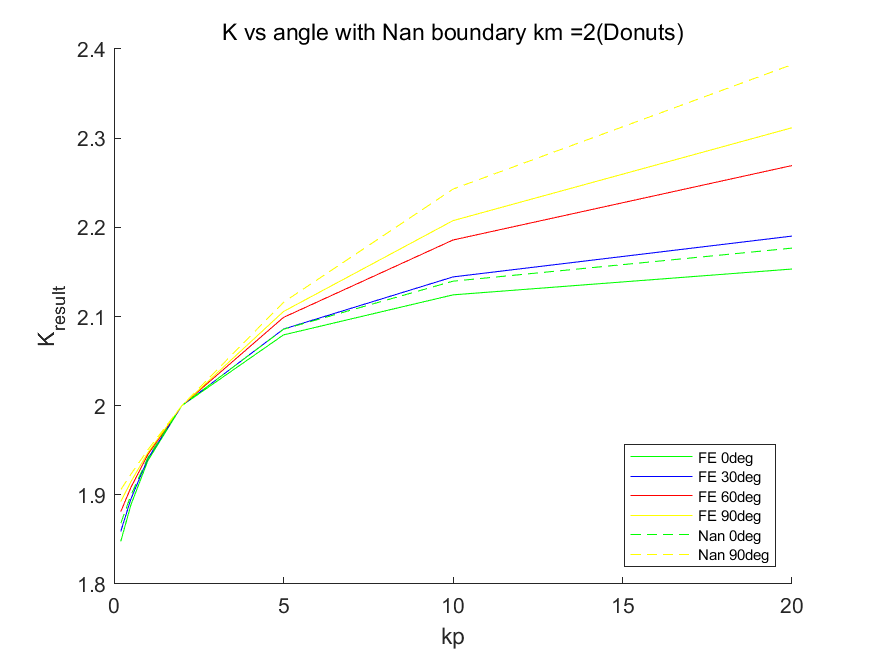 K vs angle with Nan boundary km =2(Donuts)
2.4
2.3
2.2
2.1
2
1.9
1.8
K_result
0 5 10 15 20
kp
FE 0deg
FE 30deg
FE 60deg
FE 90deg
Nan 0deg
Nan 90deg